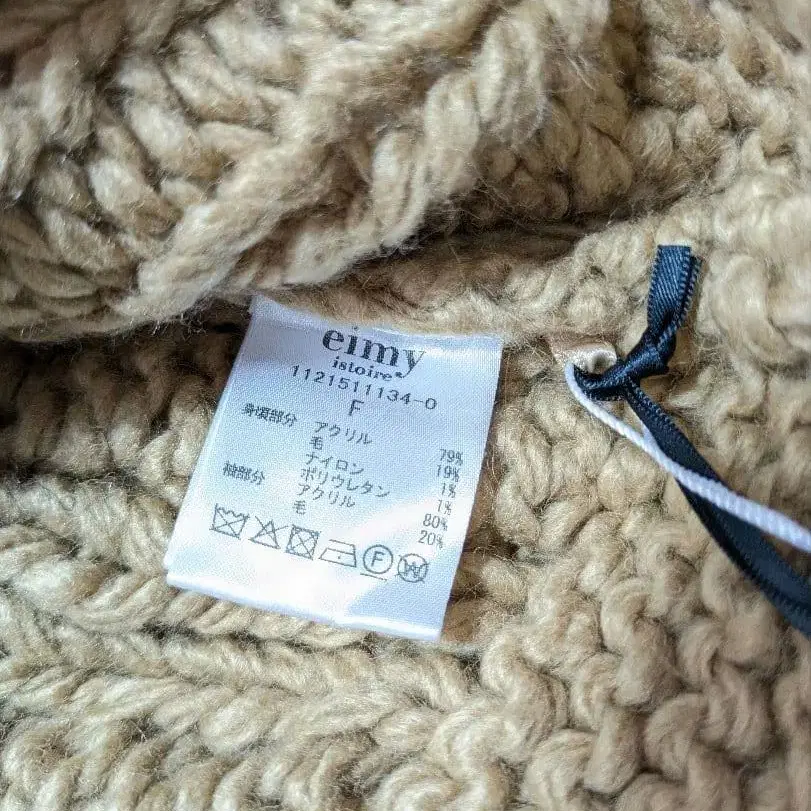 eimy
istoire
1121511134-0
F
身頃部分 アクリル 79%
毛 19%
ナイロン 1%
ポリウレタン 1%
袖部分 アクリル 80%
毛 20%
F
W